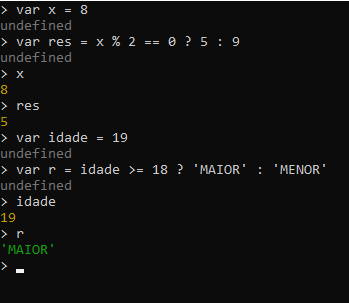 > var x = 8
undefined
> var res = x % 2 == 0 ? 5 : 9
undefined
> x
8
> res
5
> var idade = 19
undefined
> var r = idade >= 18 ? 'MAIOR' : 'MENOR'
undefined
> idade
19
> r
'MAIOR'
>